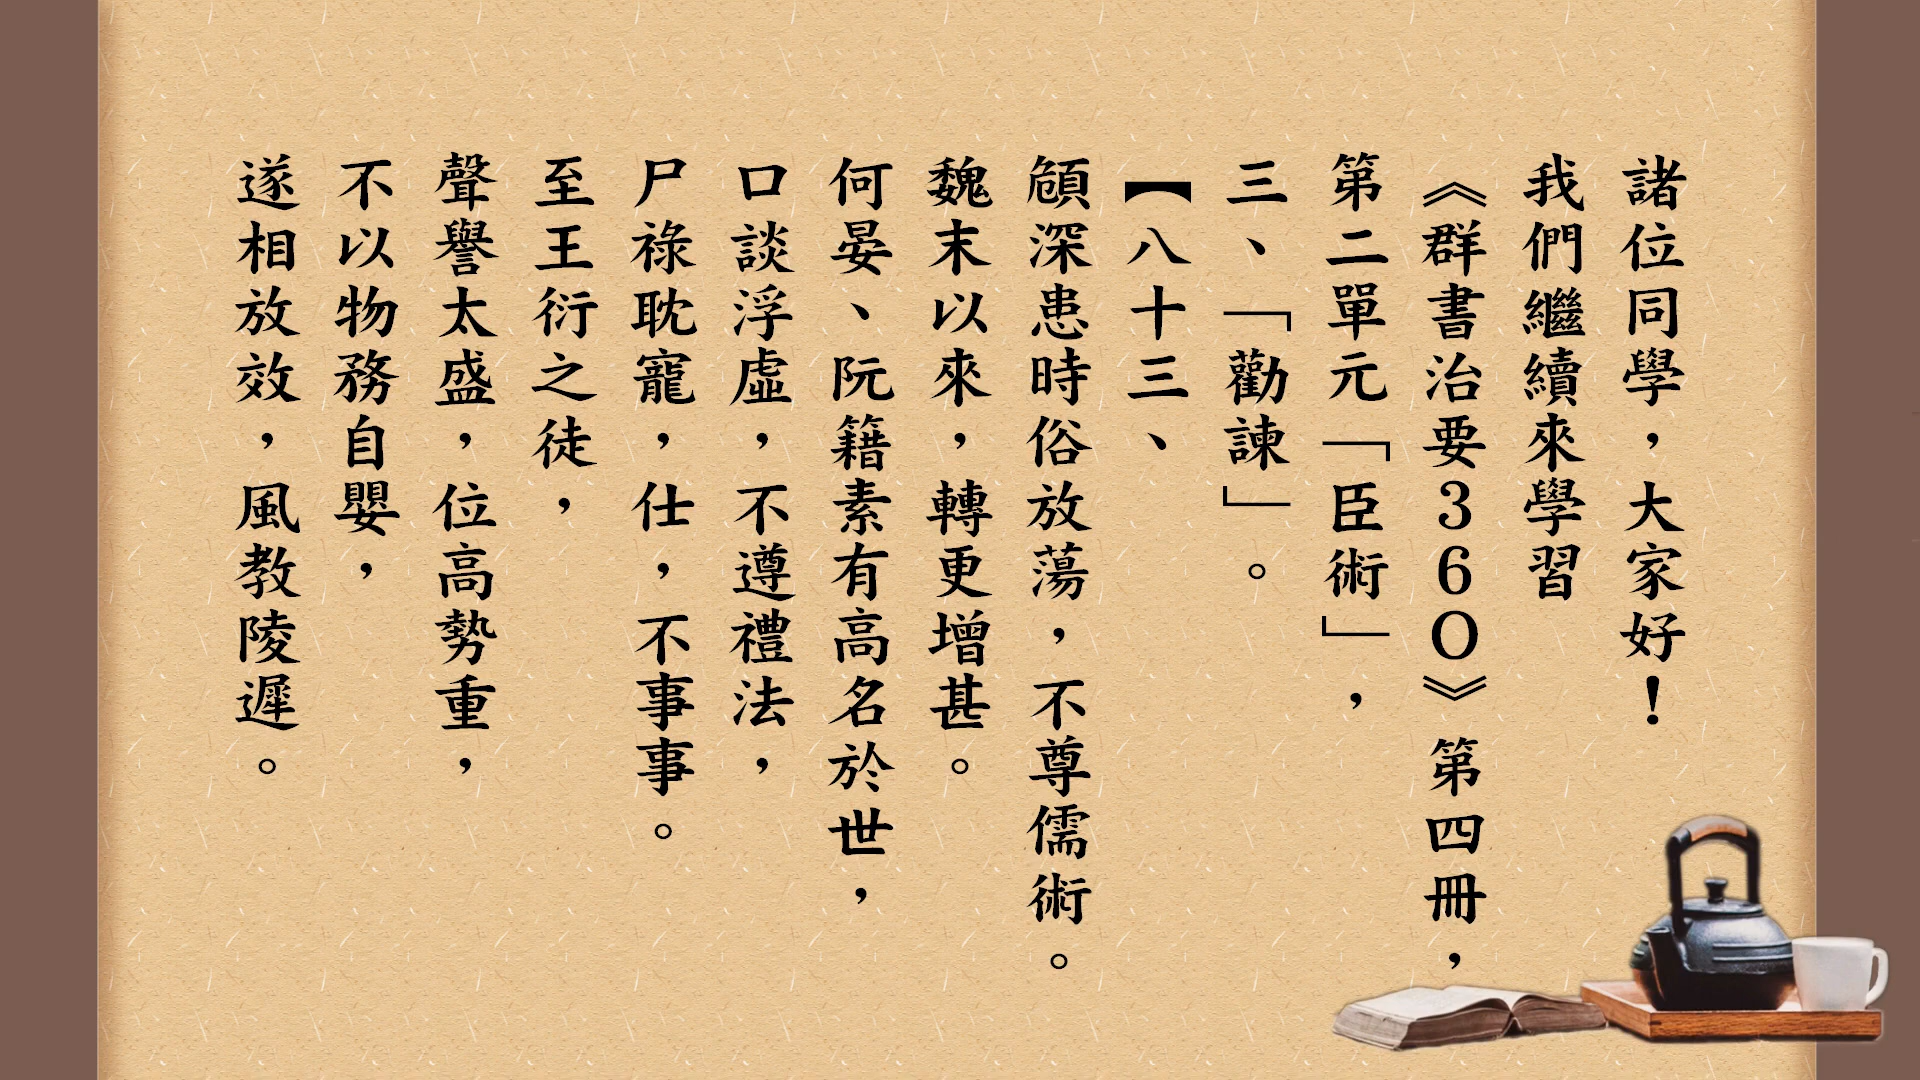 諸位同學，大家好！
我們繼續來學習
《群書治要360》第四冊，
第二單元「臣術」，
三、「勸諫」。
【八十三、
頠深患時俗放蕩，不尊儒術。
魏末以來，轉更增甚。
何晏、阮籍素有高名於世，
口談浮虛，不遵禮法，
尸祿耽寵，仕，不事事。
至王衍之徒，
聲譽太盛，位高勢重，
不以物務自嬰，
遂相放效，風教陵遲。